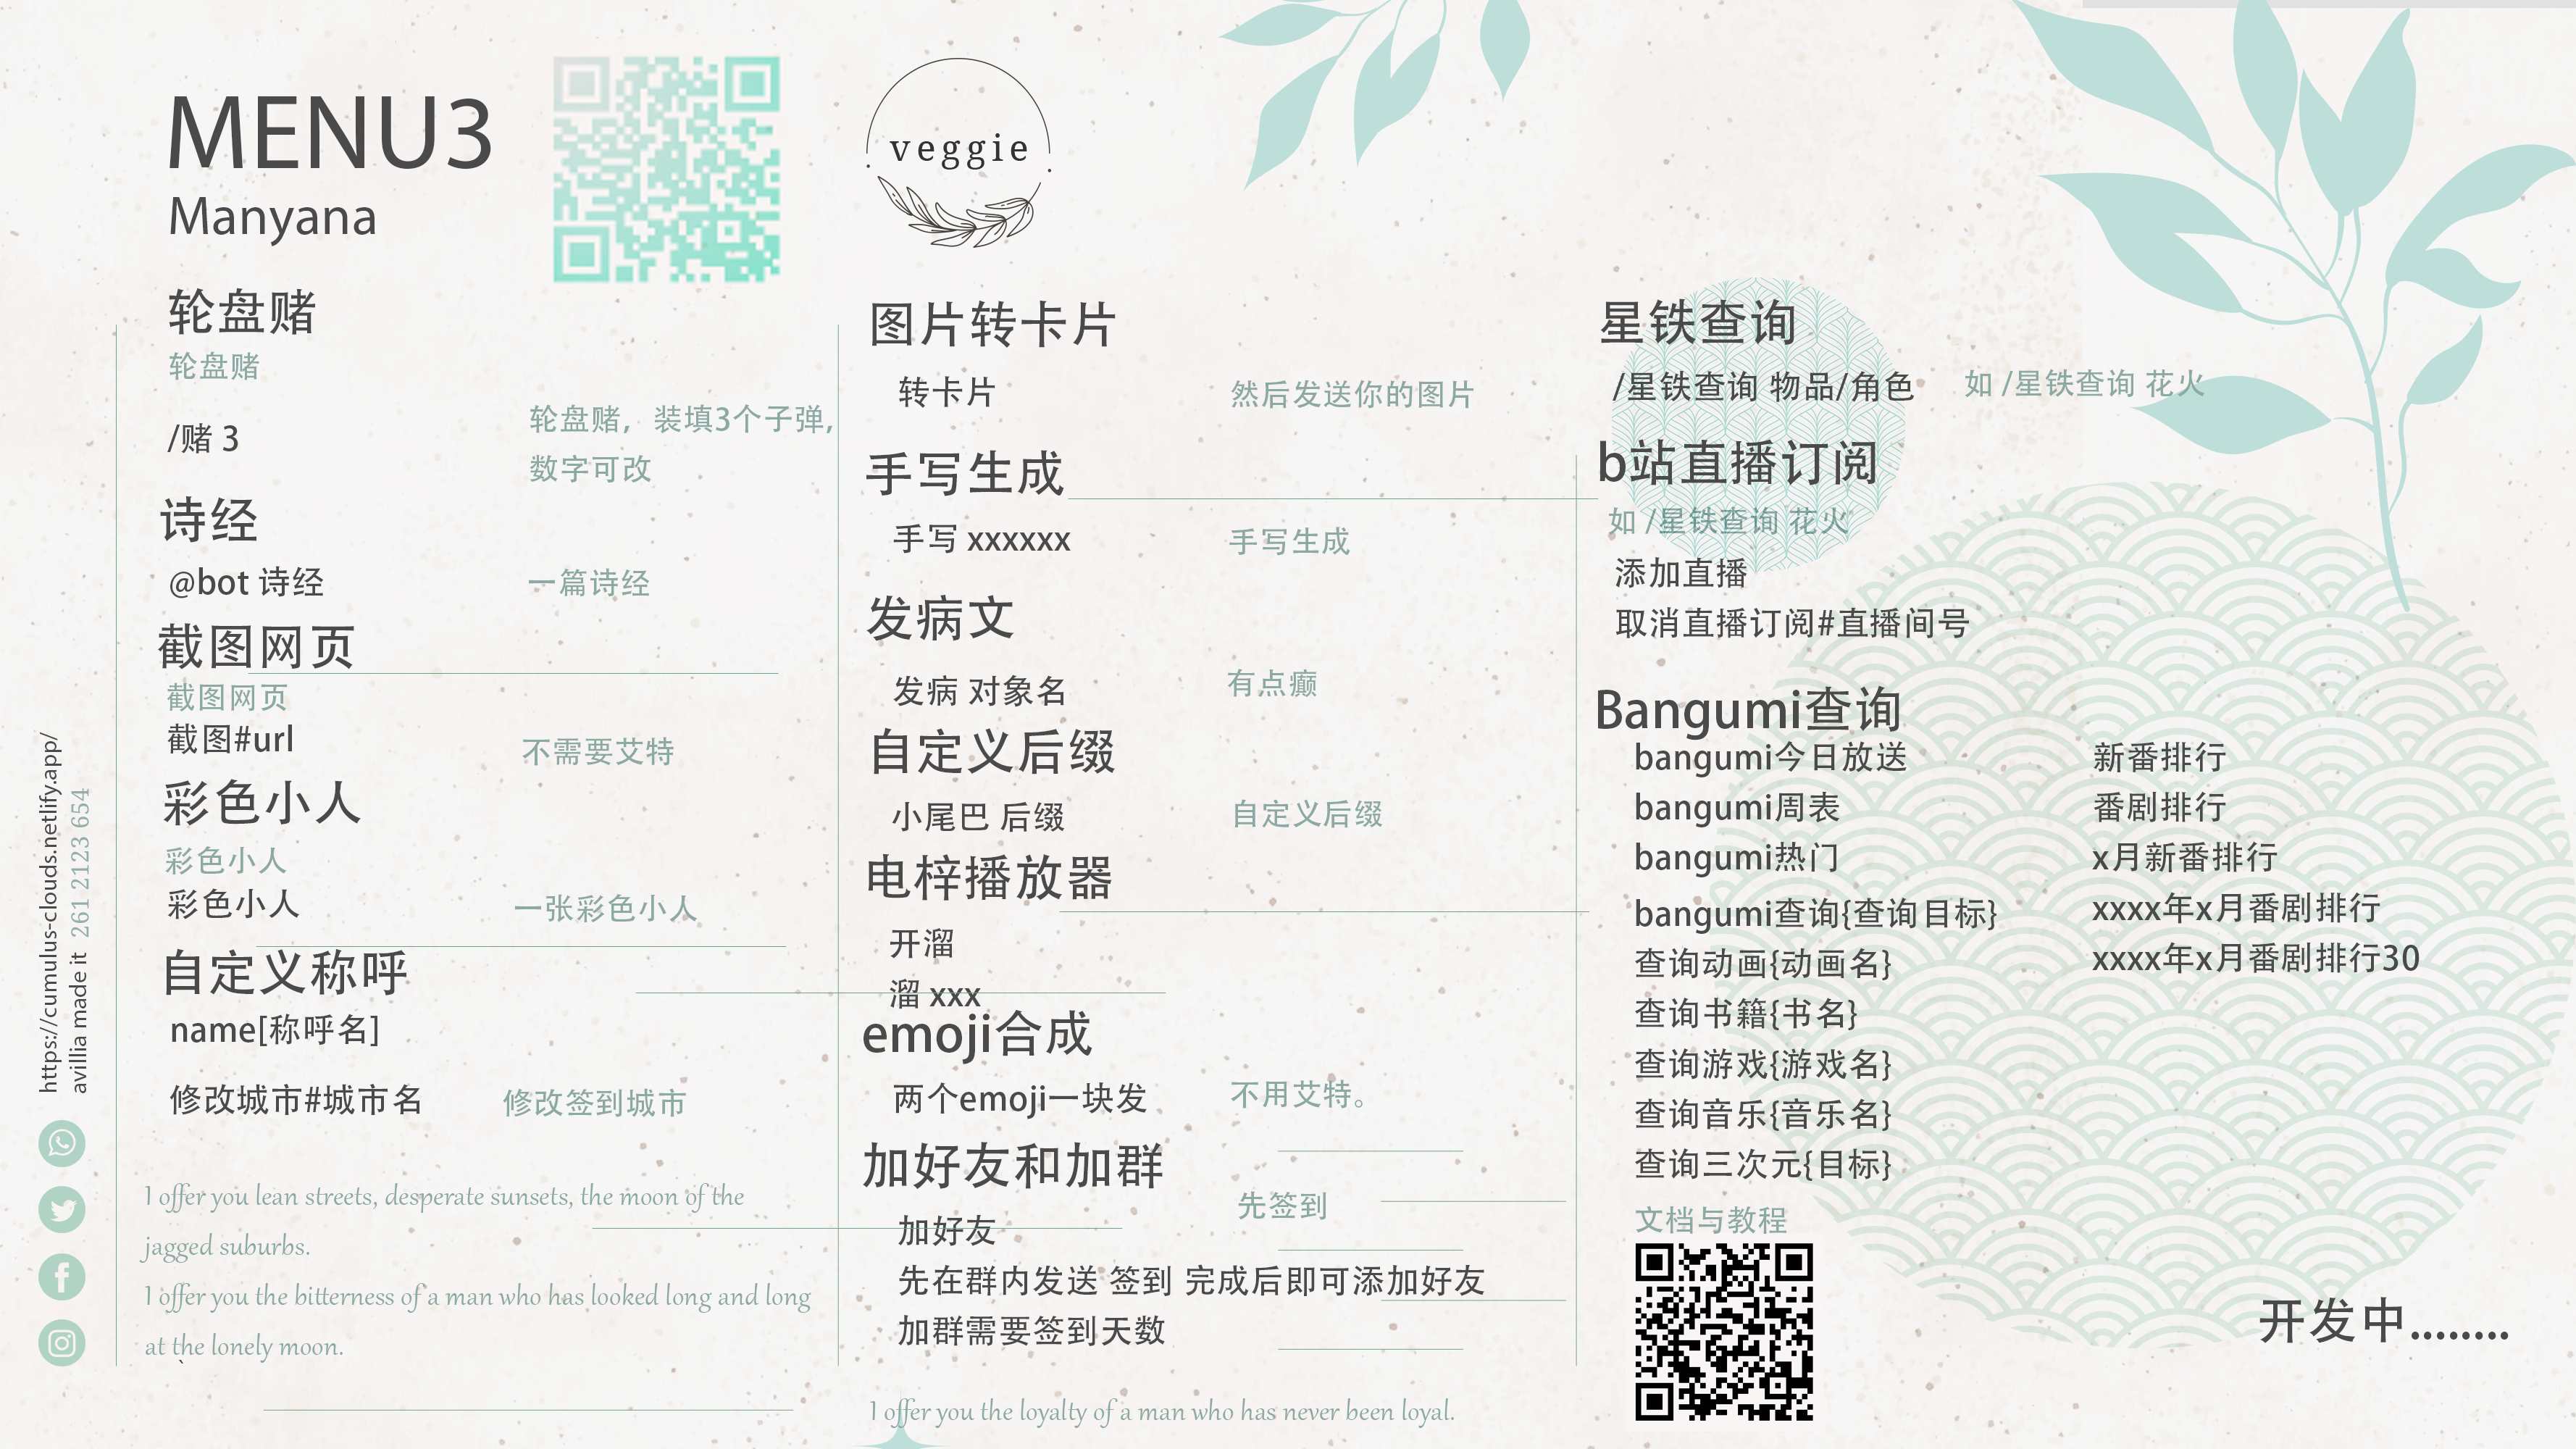 MENU3
Manyana
veggie
轮盘赌
轮盘赌
/赌 3
轮盘赌，装填3个子弹,
数字可改
诗经
@bot 诗经
一篇诗经
截图网页
截图网页
截图#url
不需要艾特
彩色小人
彩色小人
彩色小人
一张彩色小人
自定义称呼
name[称呼名]
修改城市#城市名
修改签到城市
I offer you lean streets, desperate sunsets, the moon of the
jagged suburbs.
I offer you the bitterness of a man who has looked long and long
at the lonely moon.
`
https://cumulus-clouds.netlify.app/
avillia made it 261 2123 654
图片转卡片
转卡片
然后发送你的图片
手写生成
手写 xxxxxx
手写生成
发病文
发病 对象名
有点癫
自定义后缀
小尾巴 后缀
自定义后缀
电梓播放器
开溜
溜 xxx
emoji合成
两个emoji一块发
不用艾特。
加好友和加群
先签到
加好友
先在群内发送 签到 完成后即可添加好友
加群需要签到天数
I offer you the loyalty of a man who has never been loyal.
星铁查询
/星铁查询 物品/角色
如 /星铁查询 花火
b站直播订阅
如 /星铁查询 花火
添加直播
取消直播订阅#直播间号
Bangumi查询
bangumi今日放送
bangumi周表
bangumi热门
bangumi查询{查询目标}
查询动画{动画名}
查询书籍{书名}
查询游戏{游戏名}
查询音乐{音乐名}
查询三次元{目标}
新番排行
番剧排行
x月新番排行
xxxx年x月番剧排行
xxxx年x月番剧排行30
文档与教程
开发中........